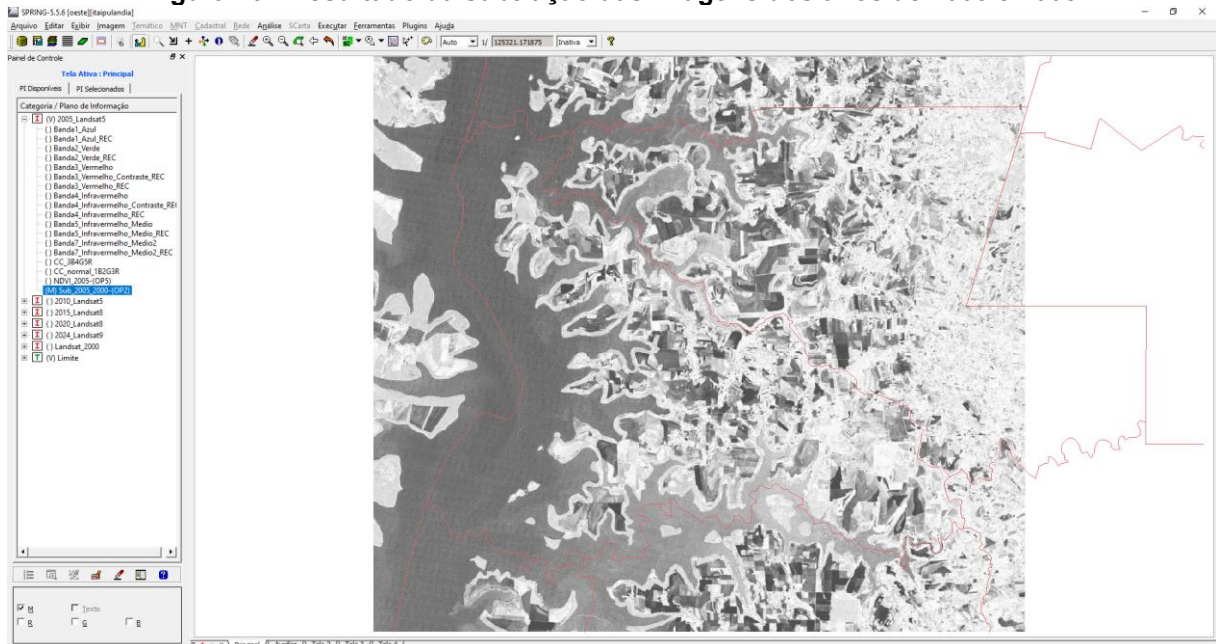 SPRING-5.5.6 [oeste][itaipulandia]
Arquivo Editar Exibir Imagem Temático MNT Cadastral Rede Análise SCarta Executar Ferramentas Plugins Ajuda
Auto 1/ 125321.171875 Inativa
Painel de Controle
Tela Ativa : Principal
PI Disponíveis PI Selecionados
Categoria / Plano de Informação
(V) 2005_Landsat5
() Banda1_Azul
() Banda1_Azul_REC
() Banda2_Verde
() Banda2_Verde_REC
() Banda3_Vermelho
() Banda3_Vermelho_Contraste_REC
() Banda3_Vermelho_REC
() Banda4_Infravermelho
() Banda4_Infravermelho_Contraste_REC
() Banda4_Infravermelho_REC
() Banda5_Infravermelho_Medio
() Banda5_Infravermelho_Medio_REC
() Banda7_Infravermelho_Medio2
() Banda7_Infravermelho_Medio2_REC
() CC_3B4G5R
() CC_normal_1B2G3R
() NDVI_2005-(OP5)
(M) Sub_2005_2000-(OP2)
() 2010_Landsat5
() 2015_Landsat8
() 2020_Landsat8
() 2024_Landsat9
() Landsat_2000
(V) Limite
M Texto
R G B